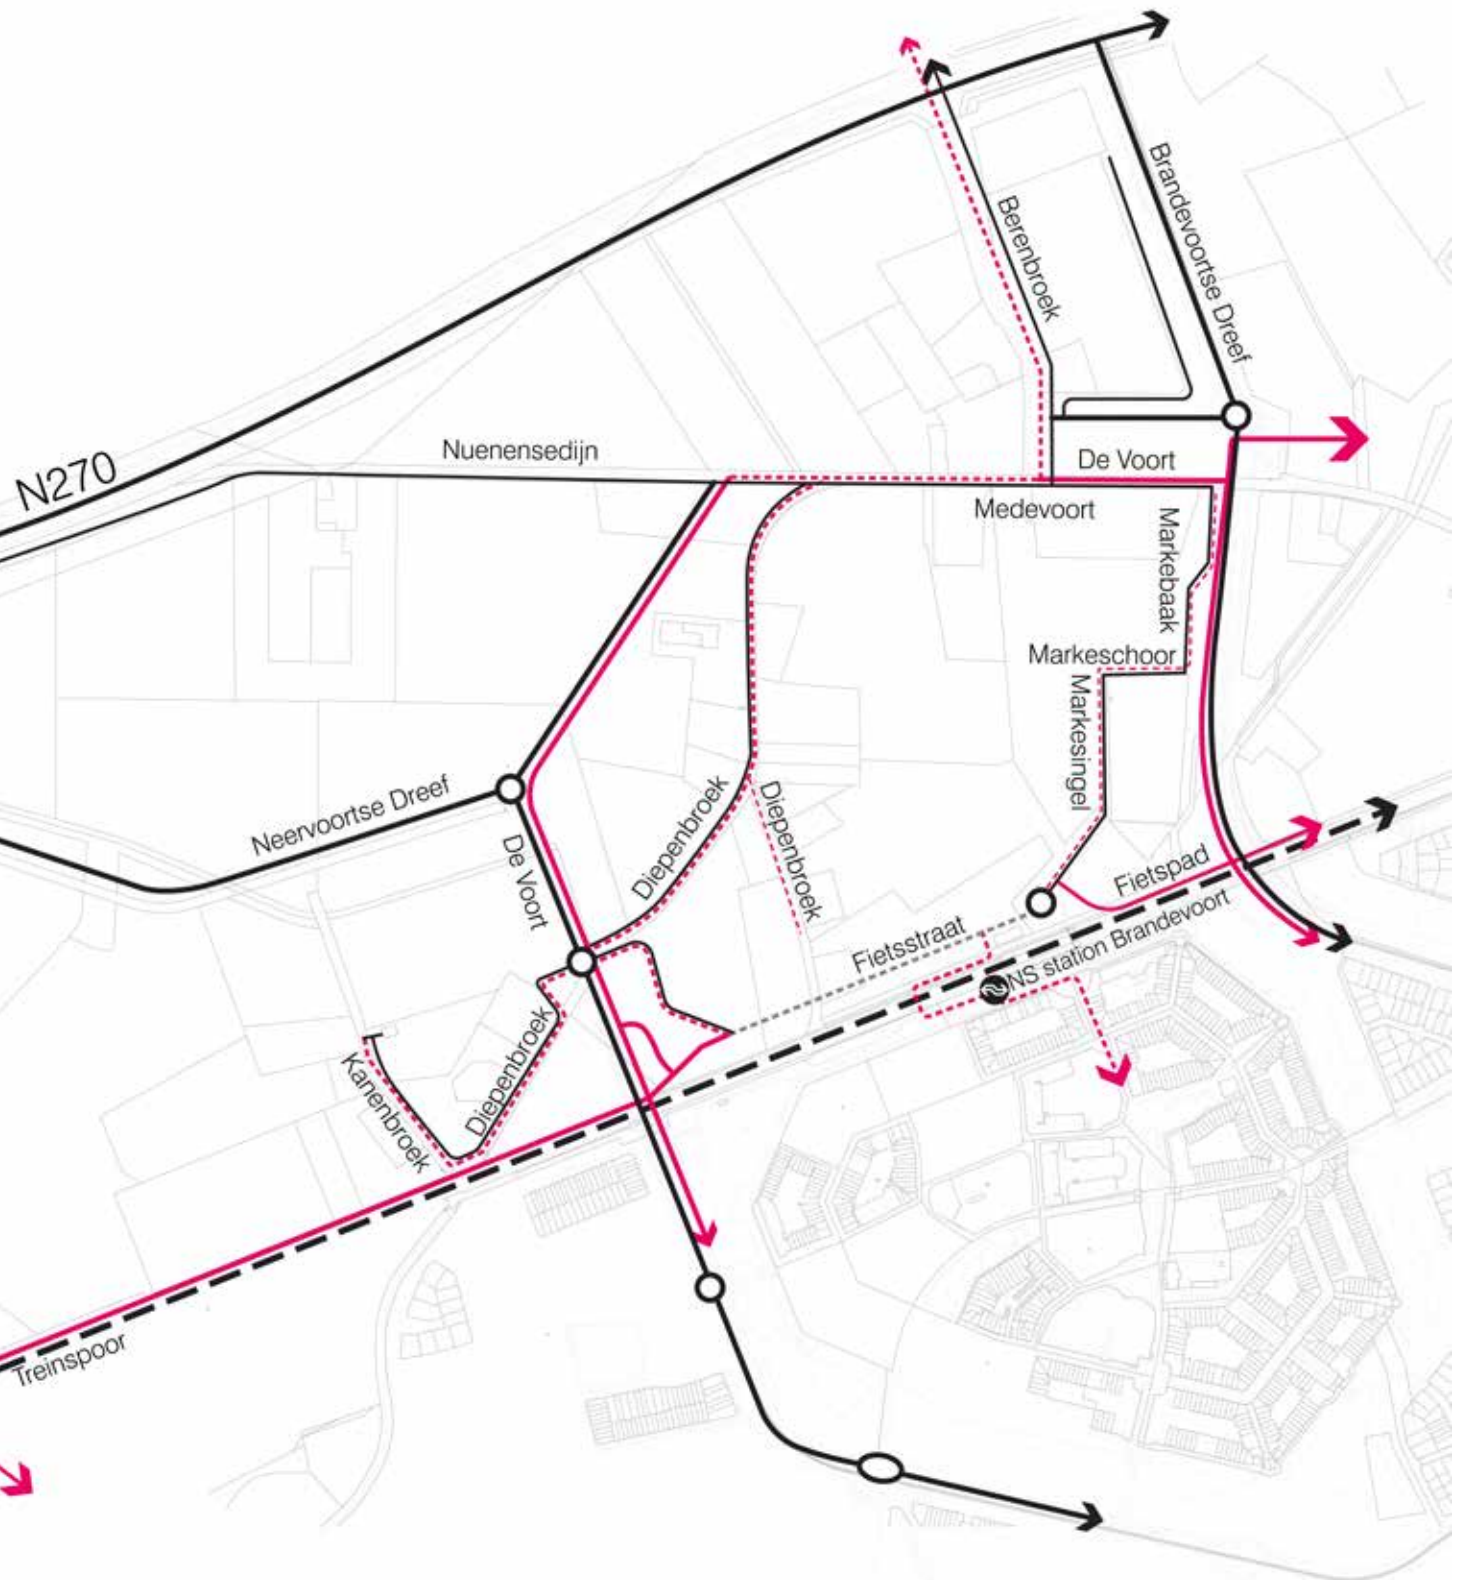 Brandevoortse Dreef
Berenbroek
N270
Nuenensedijn
De Voort
Medevoort
Markebaak
Markeschoor
Markesingel
Neervoortse Dreef
De Voort
Diepenbroek
Diepenbroek
Fietspad
Fietsstraat
NS station Brandevoort
Diepenbroek
Kanenbroek
Treinspoor